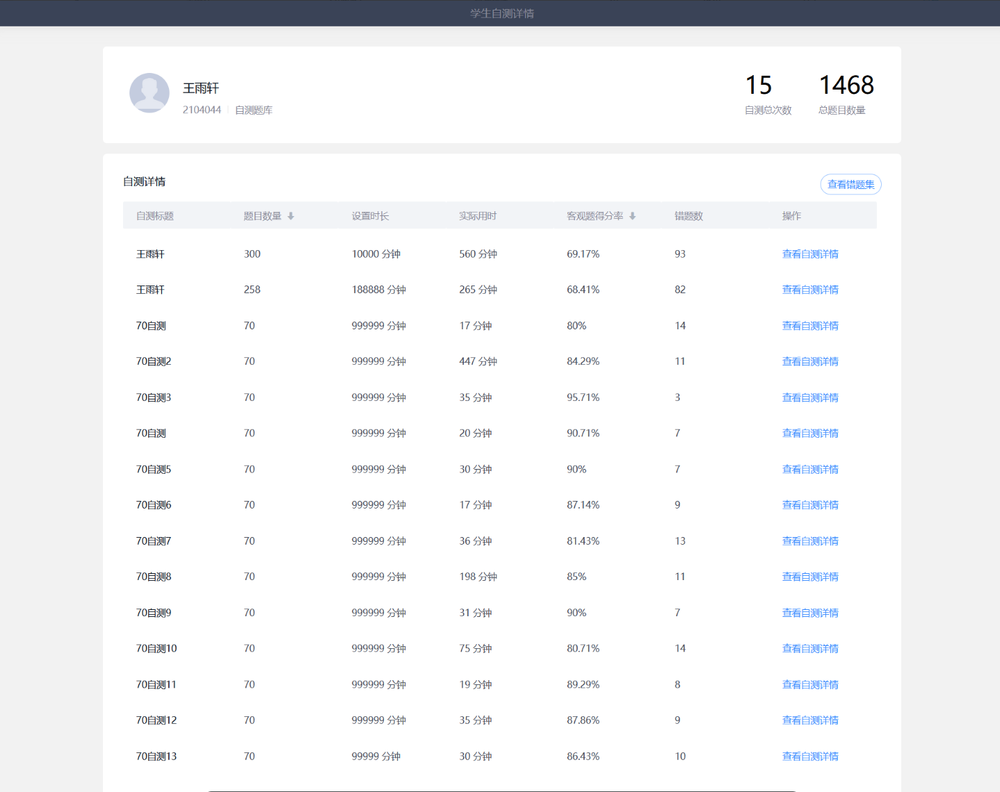 学生自测详情
王雨轩
2104044 自测题库
15 1468
自测总次数 总题目数量
自测详情
查看错题集
自测标题 题目数量 设置时长 实际用时 客观题得分率 错题数 操作
王雨轩 300 10000 分钟 560 分钟 69.17% 93 查看自测详情
王雨轩 258 188888 分钟 265 分钟 68.41% 82 查看自测详情
70自测 70 999999 分钟 17 分钟 80% 14 查看自测详情
70自测2 70 999999 分钟 447 分钟 84.29% 11 查看自测详情
70自测3 70 999999 分钟 35 分钟 95.71% 3 查看自测详情
70自测 70 999999 分钟 20 分钟 90.71% 7 查看自测详情
70自测5 70 999999 分钟 30 分钟 90% 7 查看自测详情
70自测6 70 999999 分钟 17 分钟 87.14% 9 查看自测详情
70自测7 70 999999 分钟 36 分钟 81.43% 13 查看自测详情
70自测8 70 999999 分钟 198 分钟 85% 11 查看自测详情
70自测9 70 999999 分钟 31 分钟 90% 7 查看自测详情
70自测10 70 999999 分钟 75 分钟 80.71% 14 查看自测详情
70自测11 70 999999 分钟 19 分钟 89.29% 8 查看自测详情
70自测12 70 999999 分钟 35 分钟 87.86% 9 查看自测详情
70自测13 70 99999 分钟 30 分钟 86.43% 10 查看自测详情